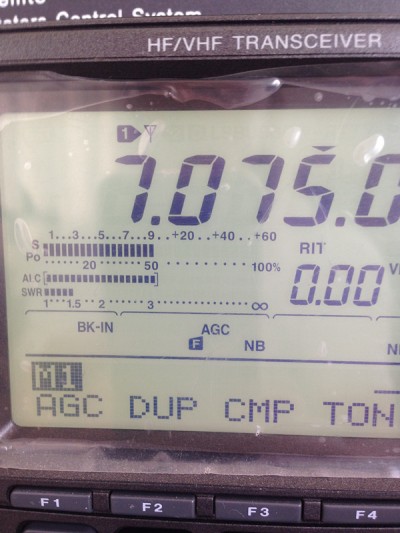 HF/VHF TRANSCEIVER
1
7.075.0
S 1...3...5...7...9..+20..+40..+60
RIT
Po 20 50 100%
0.00
SWR 1 1.5 2 3 ∞
BK-IN AGC
F NB
M1
AGC DUP CMP TON
F1 F2 F3 F4